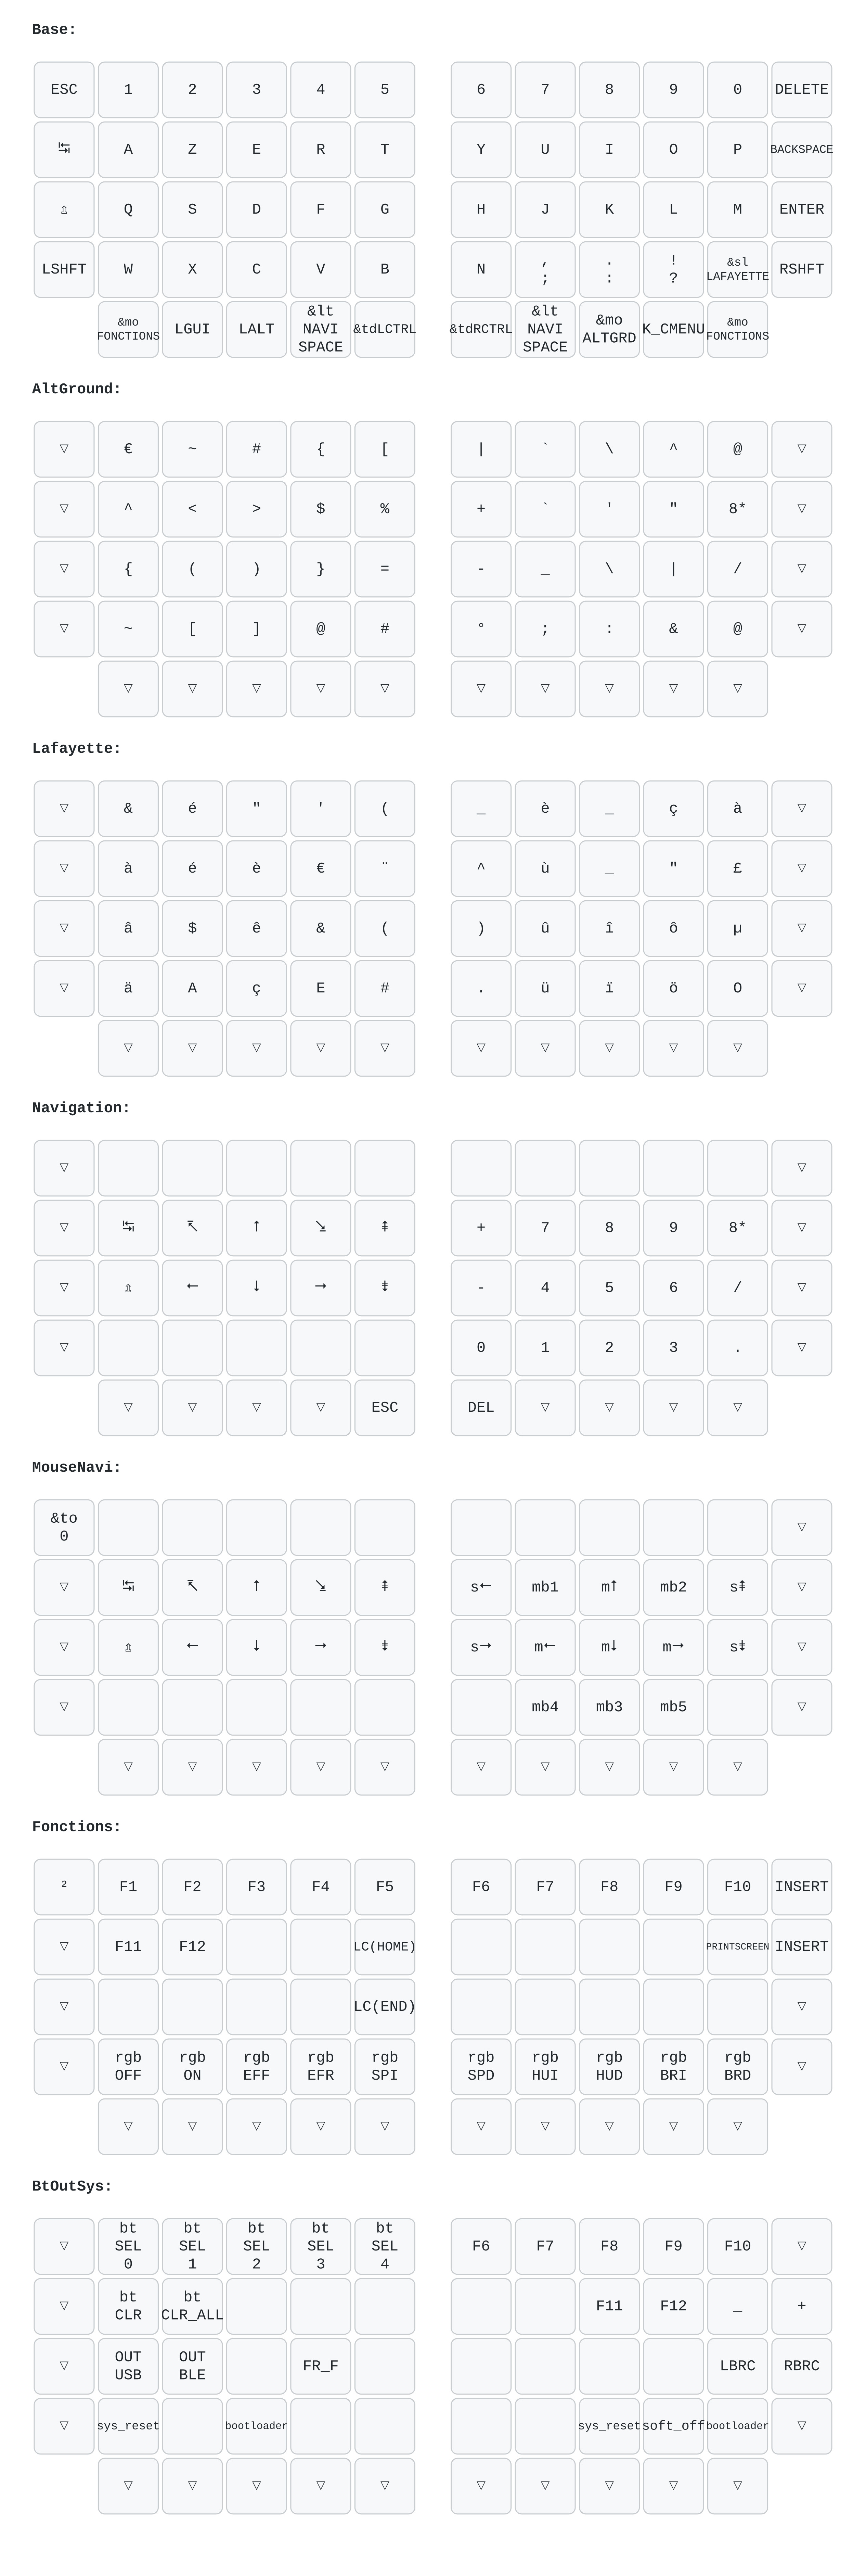 Base:
ESC 1 2 3 4 5 6 7 8 9 0 DELETE
↹ A Z E R T Y U I O P BACKSPACE
⇫ Q S D F G H J K L M ENTER
LSHFT W X C V B N , ; . : ! ? &sl LAFAYETTE RSHFT
&mo FONCTIONS LGUI LALT &lt NAVI SPACE &tdLCTRL &tdRCTRL &lt NAVI SPACE &mo ALTGRD K_CMENU &mo FONCTIONS
AltGround:
▽ € ~ # { [ | ` \ ^ @ ▽
▽ ^ < > $ % + ` ' " 8* ▽
▽ { ( ) } = - _ \ | / ▽
▽ ~ [ ] @ # ° ; : & @ ▽
▽ ▽ ▽ ▽ ▽ ▽ ▽ ▽ ▽ ▽
Lafayette:
▽ & é " ' ( _ è _ ç à ▽
▽ à é è € ¨ ^ ù _ " £ ▽
▽ â $ ê & ( ) û î ô µ ▽
▽ ä A ç E # . ü ï ö O ▽
▽ ▽ ▽ ▽ ▽ ▽ ▽ ▽ ▽ ▽
Navigation:
▽ ▽
▽ ↹ ⇱ ↑ ⇲ ⇞ + 7 8 9 8* ▽
▽ ⇫ ← ↓ → ⇟ - 4 5 6 / ▽
▽ 0 1 2 3 . ▽
▽ ▽ ▽ ▽ ESC DEL ▽ ▽ ▽ ▽
MouseNavi:
&to 0 ▽
▽ ↹ ⇱ ↑ ⇲ ⇞ s← mb1 m↑ mb2 s⇞ ▽
▽ ⇫ ← ↓ → ⇟ s→ m← m↓ m→ s⇟ ▽
▽ mb4 mb3 mb5 ▽
▽ ▽ ▽ ▽ ▽ ▽ ▽ ▽ ▽ ▽
Fonctions:
² F1 F2 F3 F4 F5 F6 F7 F8 F9 F10 INSERT
▽ F11 F12 LC(HOME) PRINTSCREEN INSERT
▽ LC(END) ▽
▽ rgb OFF rgb ON rgb EFF rgb EFR rgb SPI rgb SPD rgb HUI rgb HUD rgb BRI rgb BRD ▽
▽ ▽ ▽ ▽ ▽ ▽ ▽ ▽ ▽ ▽
BtOutSys:
▽ bt SEL 0 bt SEL 1 bt SEL 2 bt SEL 3 bt SEL 4 F6 F7 F8 F9 F10 ▽
▽ bt CLR bt CLR_ALL F11 F12 _ +
▽ OUT USB OUT BLE FR_F LBRC RBRC
▽ sys_reset bootloader sys_reset soft_off bootloader ▽
▽ ▽ ▽ ▽ ▽ ▽ ▽ ▽ ▽ ▽